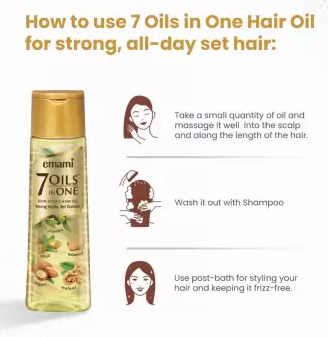 How to use 7 Oils in One Hair Oil
for strong, all-day set hair:
Take a small quantity of oil and
massage it well into the scalp
and along the length of the hair.
emami
7 OILS
IN ONE
Wash it out with Shampoo
Use post-bath for styling your
hair and keeping it frizz-free.